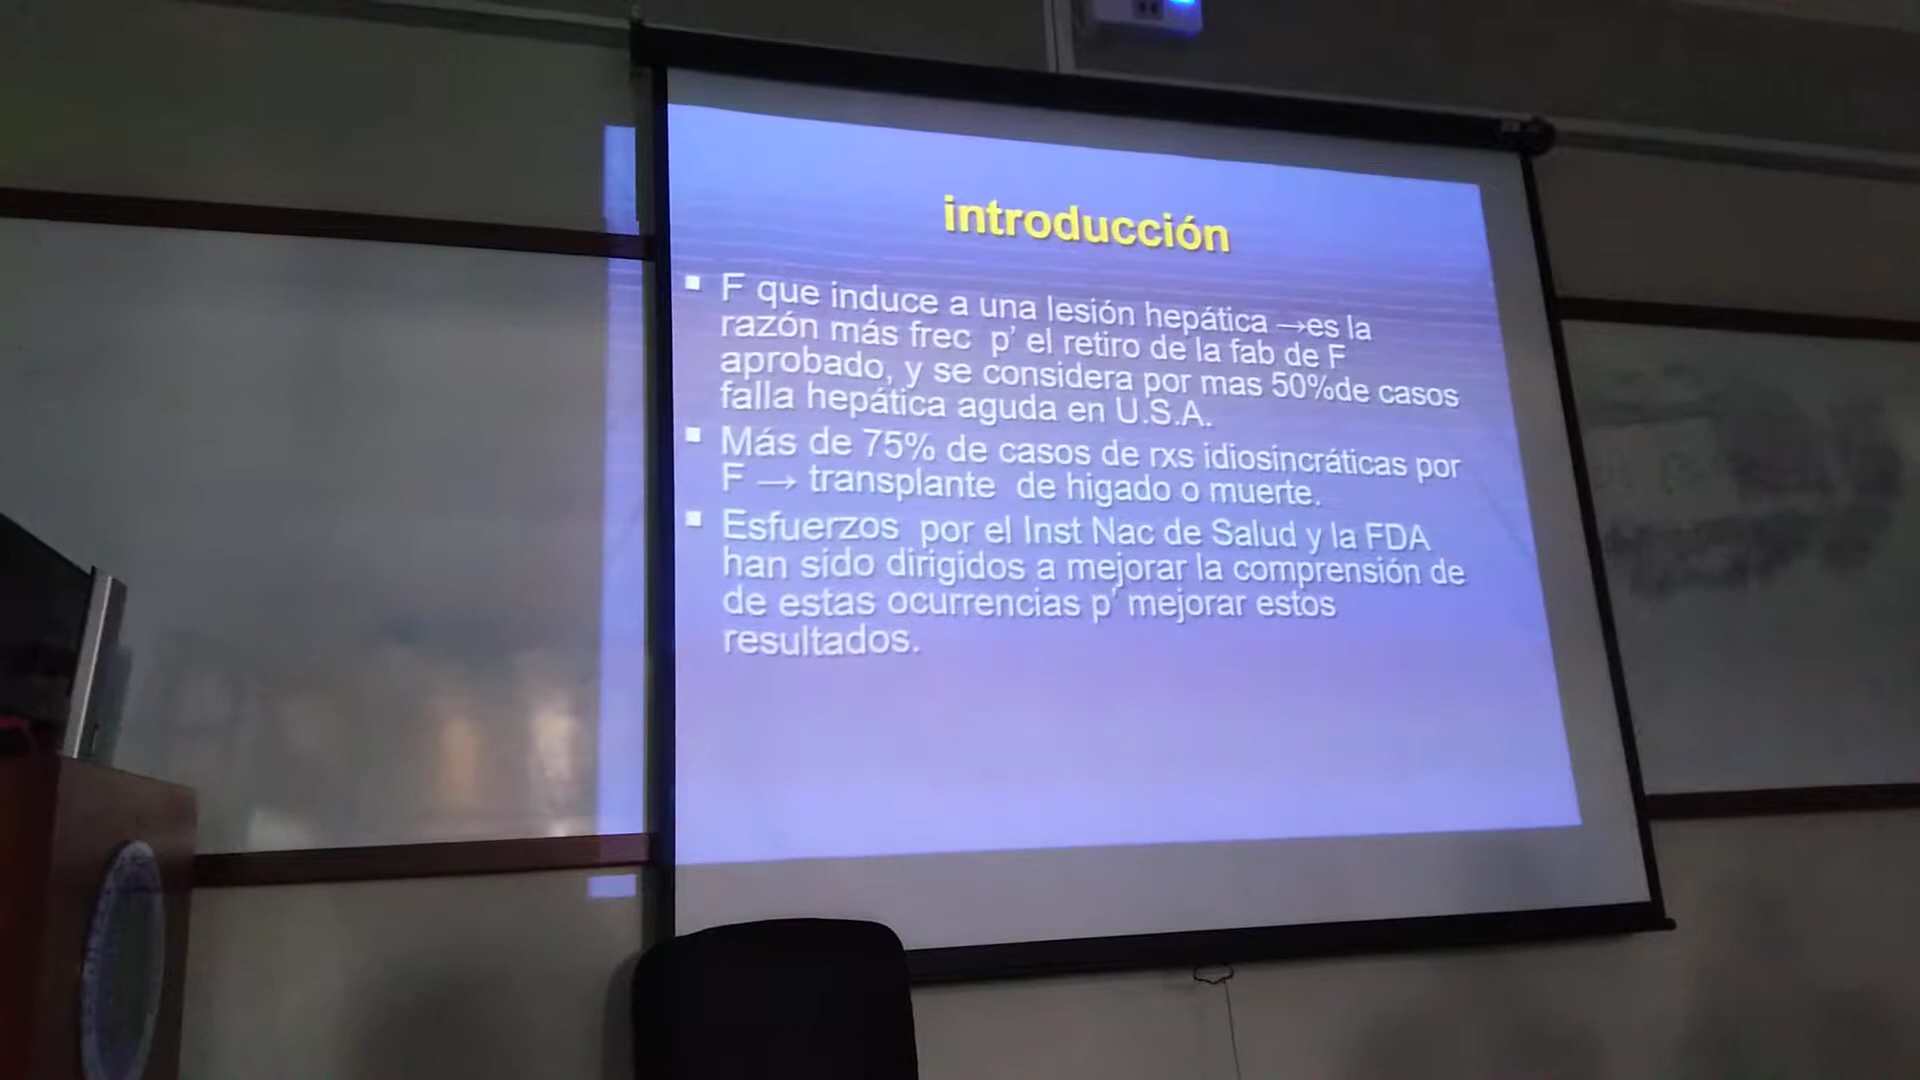 introducción
▪ F que induce a una lesión hepática →es la
razón más frec p' el retiro de la fab de F
aprobado, y se considera por mas 50%de casos
falla hepática aguda en U.S.A.
▪ Más de 75% de casos de rxs idiosincráticas por
F → transplante de higado o muerte.
▪ Esfuerzos por el Inst Nac de Salud y la FDA
han sido dirigidos a mejorar la comprensión de
de estas ocurrencias p' mejorar estos
resultados.